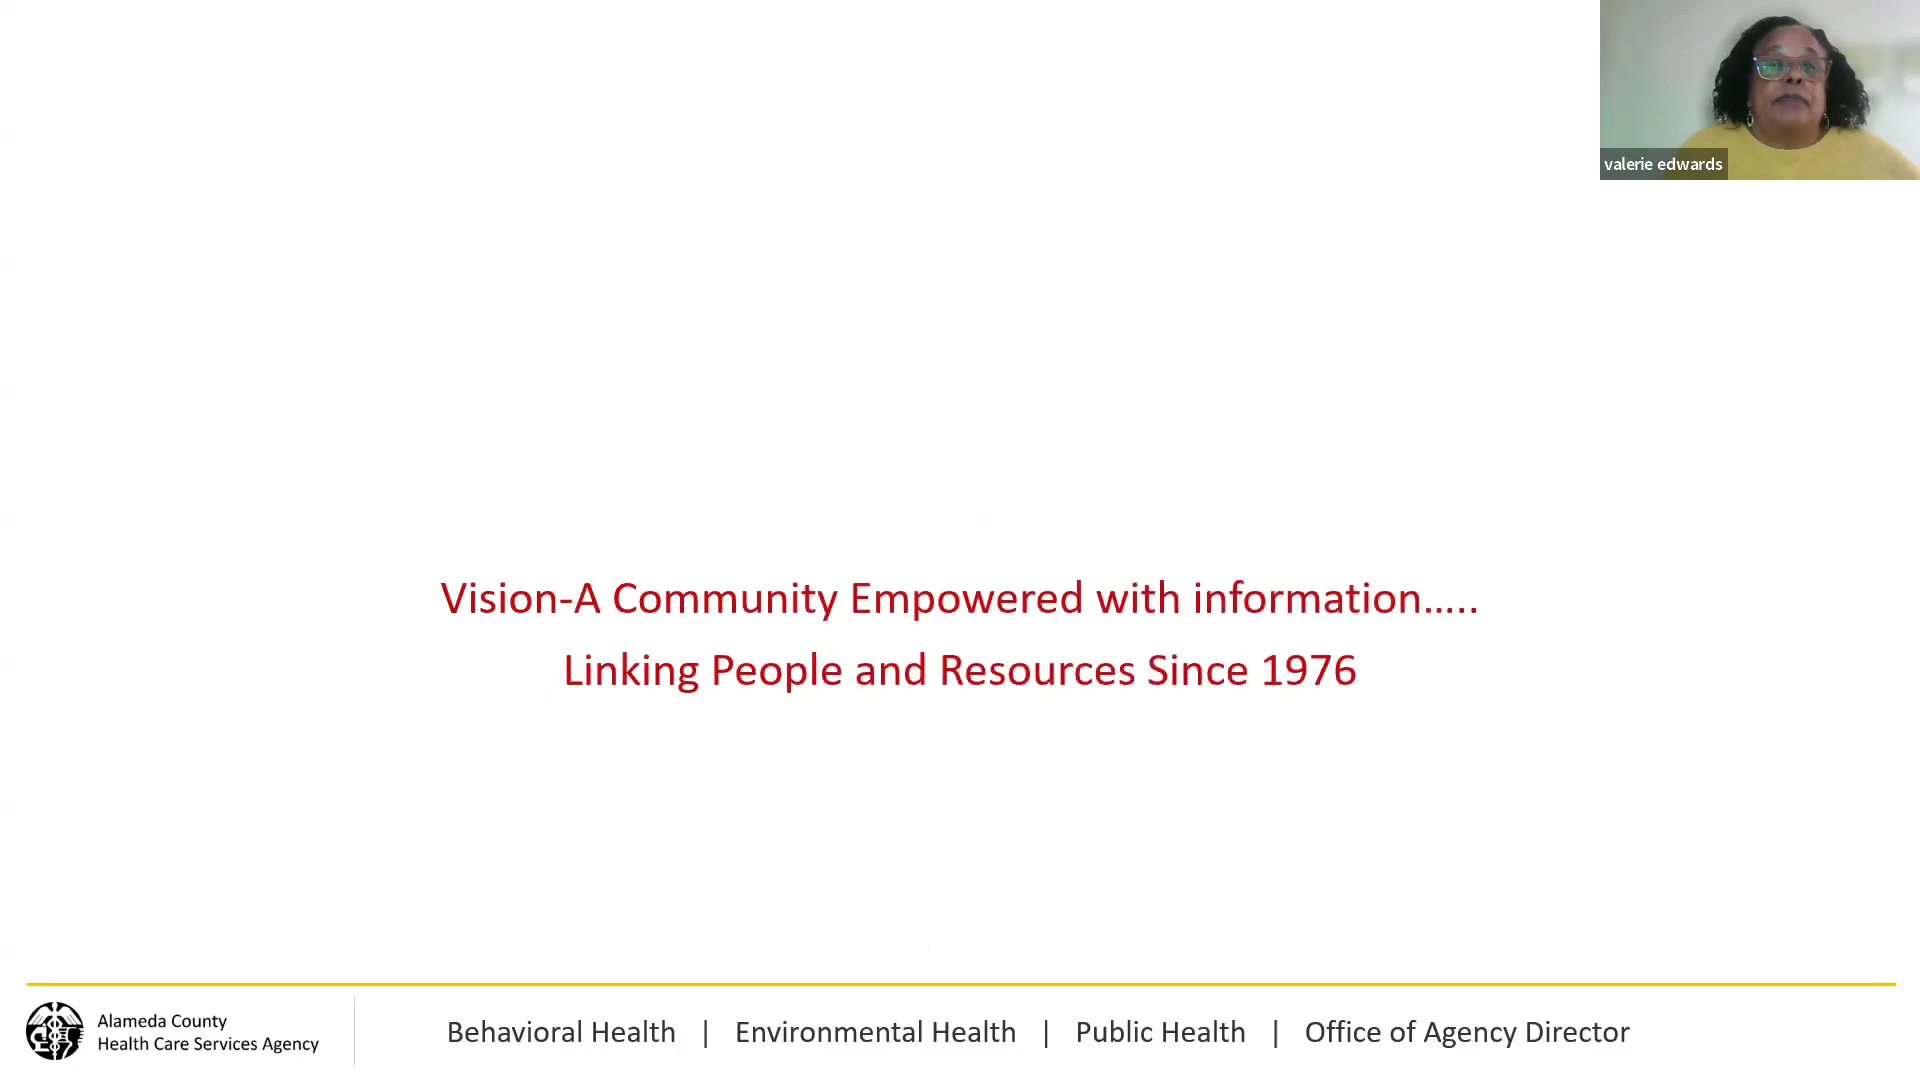 valerie edwards
Vision-A Community Empowered with information.....
Linking People and Resources Since 1976
Alameda County
Health Care Services Agency
Behavioral Health | Environmental Health | Public Health | Office of Agency Director